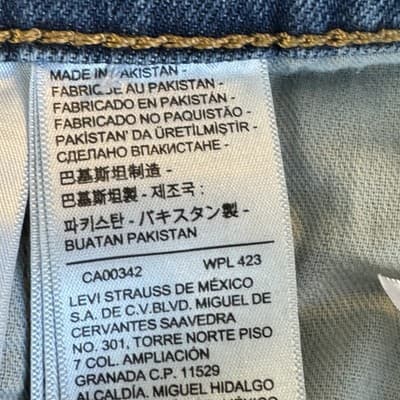 MADE IN PAKISTAN -
FABRIQUE AU PAKISTAN -
FABRICADO EN PAKISTÁN -
FABRICADO NO PAQUISTÃO -
PAKİSTAN' DA ÜRETİLMİŞTİR -
СДЕЛАНО ВПАКИСТАНЕ -
巴基斯坦制造 -
巴基斯坦製 - 제조국 :
파키스탄 - パキスタン製 -
BUATAN PAKISTAN
CA00342 WPL 423
LEVI STRAUSS DE MÉXICO
S.A. DE C.V.BLVD. MIGUEL DE
CERVANTES SAAVEDRA
NO. 301, TORRE NORTE PISO
7 COL. AMPLIACIÓN
GRANADA C.P. 11529
ALCALDÍA. MIGUEL HIDALGO